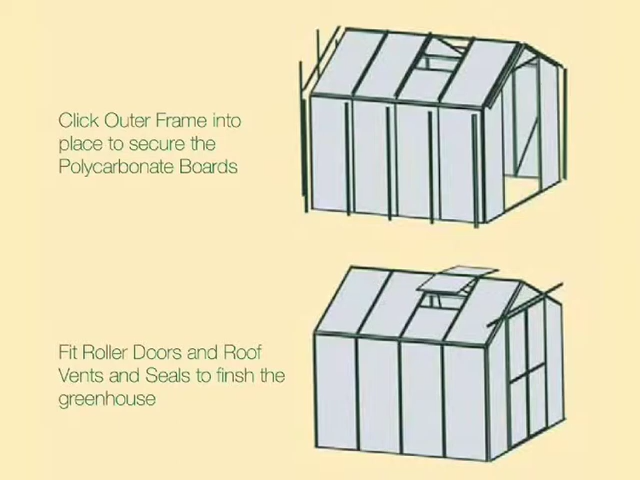 Click Outer Frame into
place to secure the
Polycarbonate Boards
Fit Roller Doors and Roof
Vents and Seals to finsh the
greenhouse